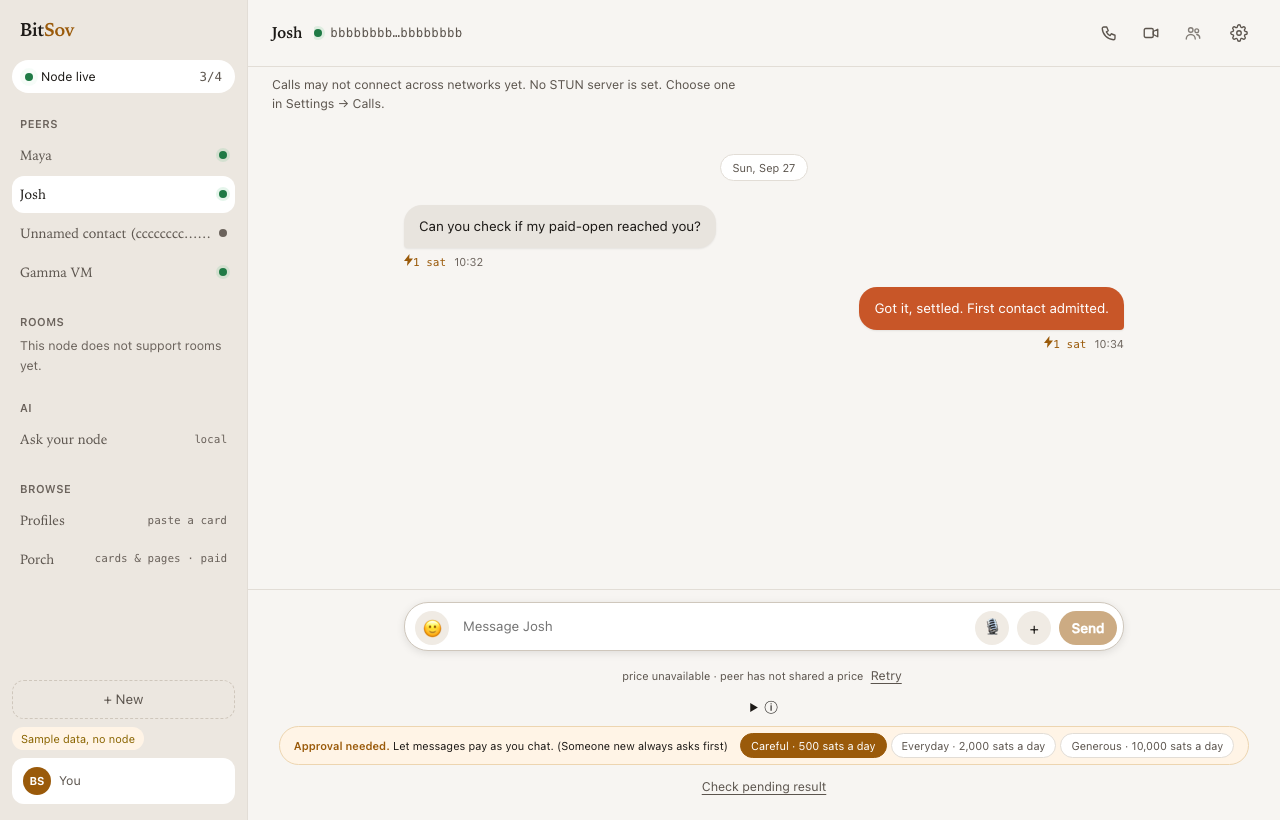 BitSov
Node live 3/4
PEERS
Maya
Josh
Unnamed contact (cccccccc……
Gamma VM
ROOMS
This node does not support rooms
yet.
AI
Ask your node local
BROWSE
Profiles paste a card
Porch cards & pages · paid
+ New
Sample data, no node
BS You
Josh bbbbbbbb…bbbbbbbb
Calls may not connect across networks yet. No STUN server is set. Choose one
in Settings → Calls.
Sun, Sep 27
Can you check if my paid-open reached you?
⚡1 sat 10:32
Got it, settled. First contact admitted.
⚡1 sat 10:34
Message Josh
+
Send
price unavailable · peer has not shared a price Retry
▶ ⓘ
Approval needed. Let messages pay as you chat. (Someone new always asks first) Careful · 500 sats a day Everyday · 2,000 sats a day Generous · 10,000 sats a day
Check pending result